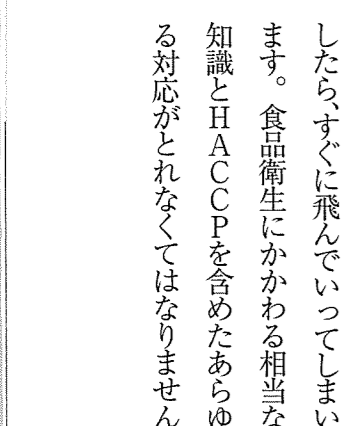 したら、すぐに飛んでいってしまい
ます。食品衛生にかかわる相当な
知識とHACCPを含めたあらゆ
る対応がとれなくてはなりません